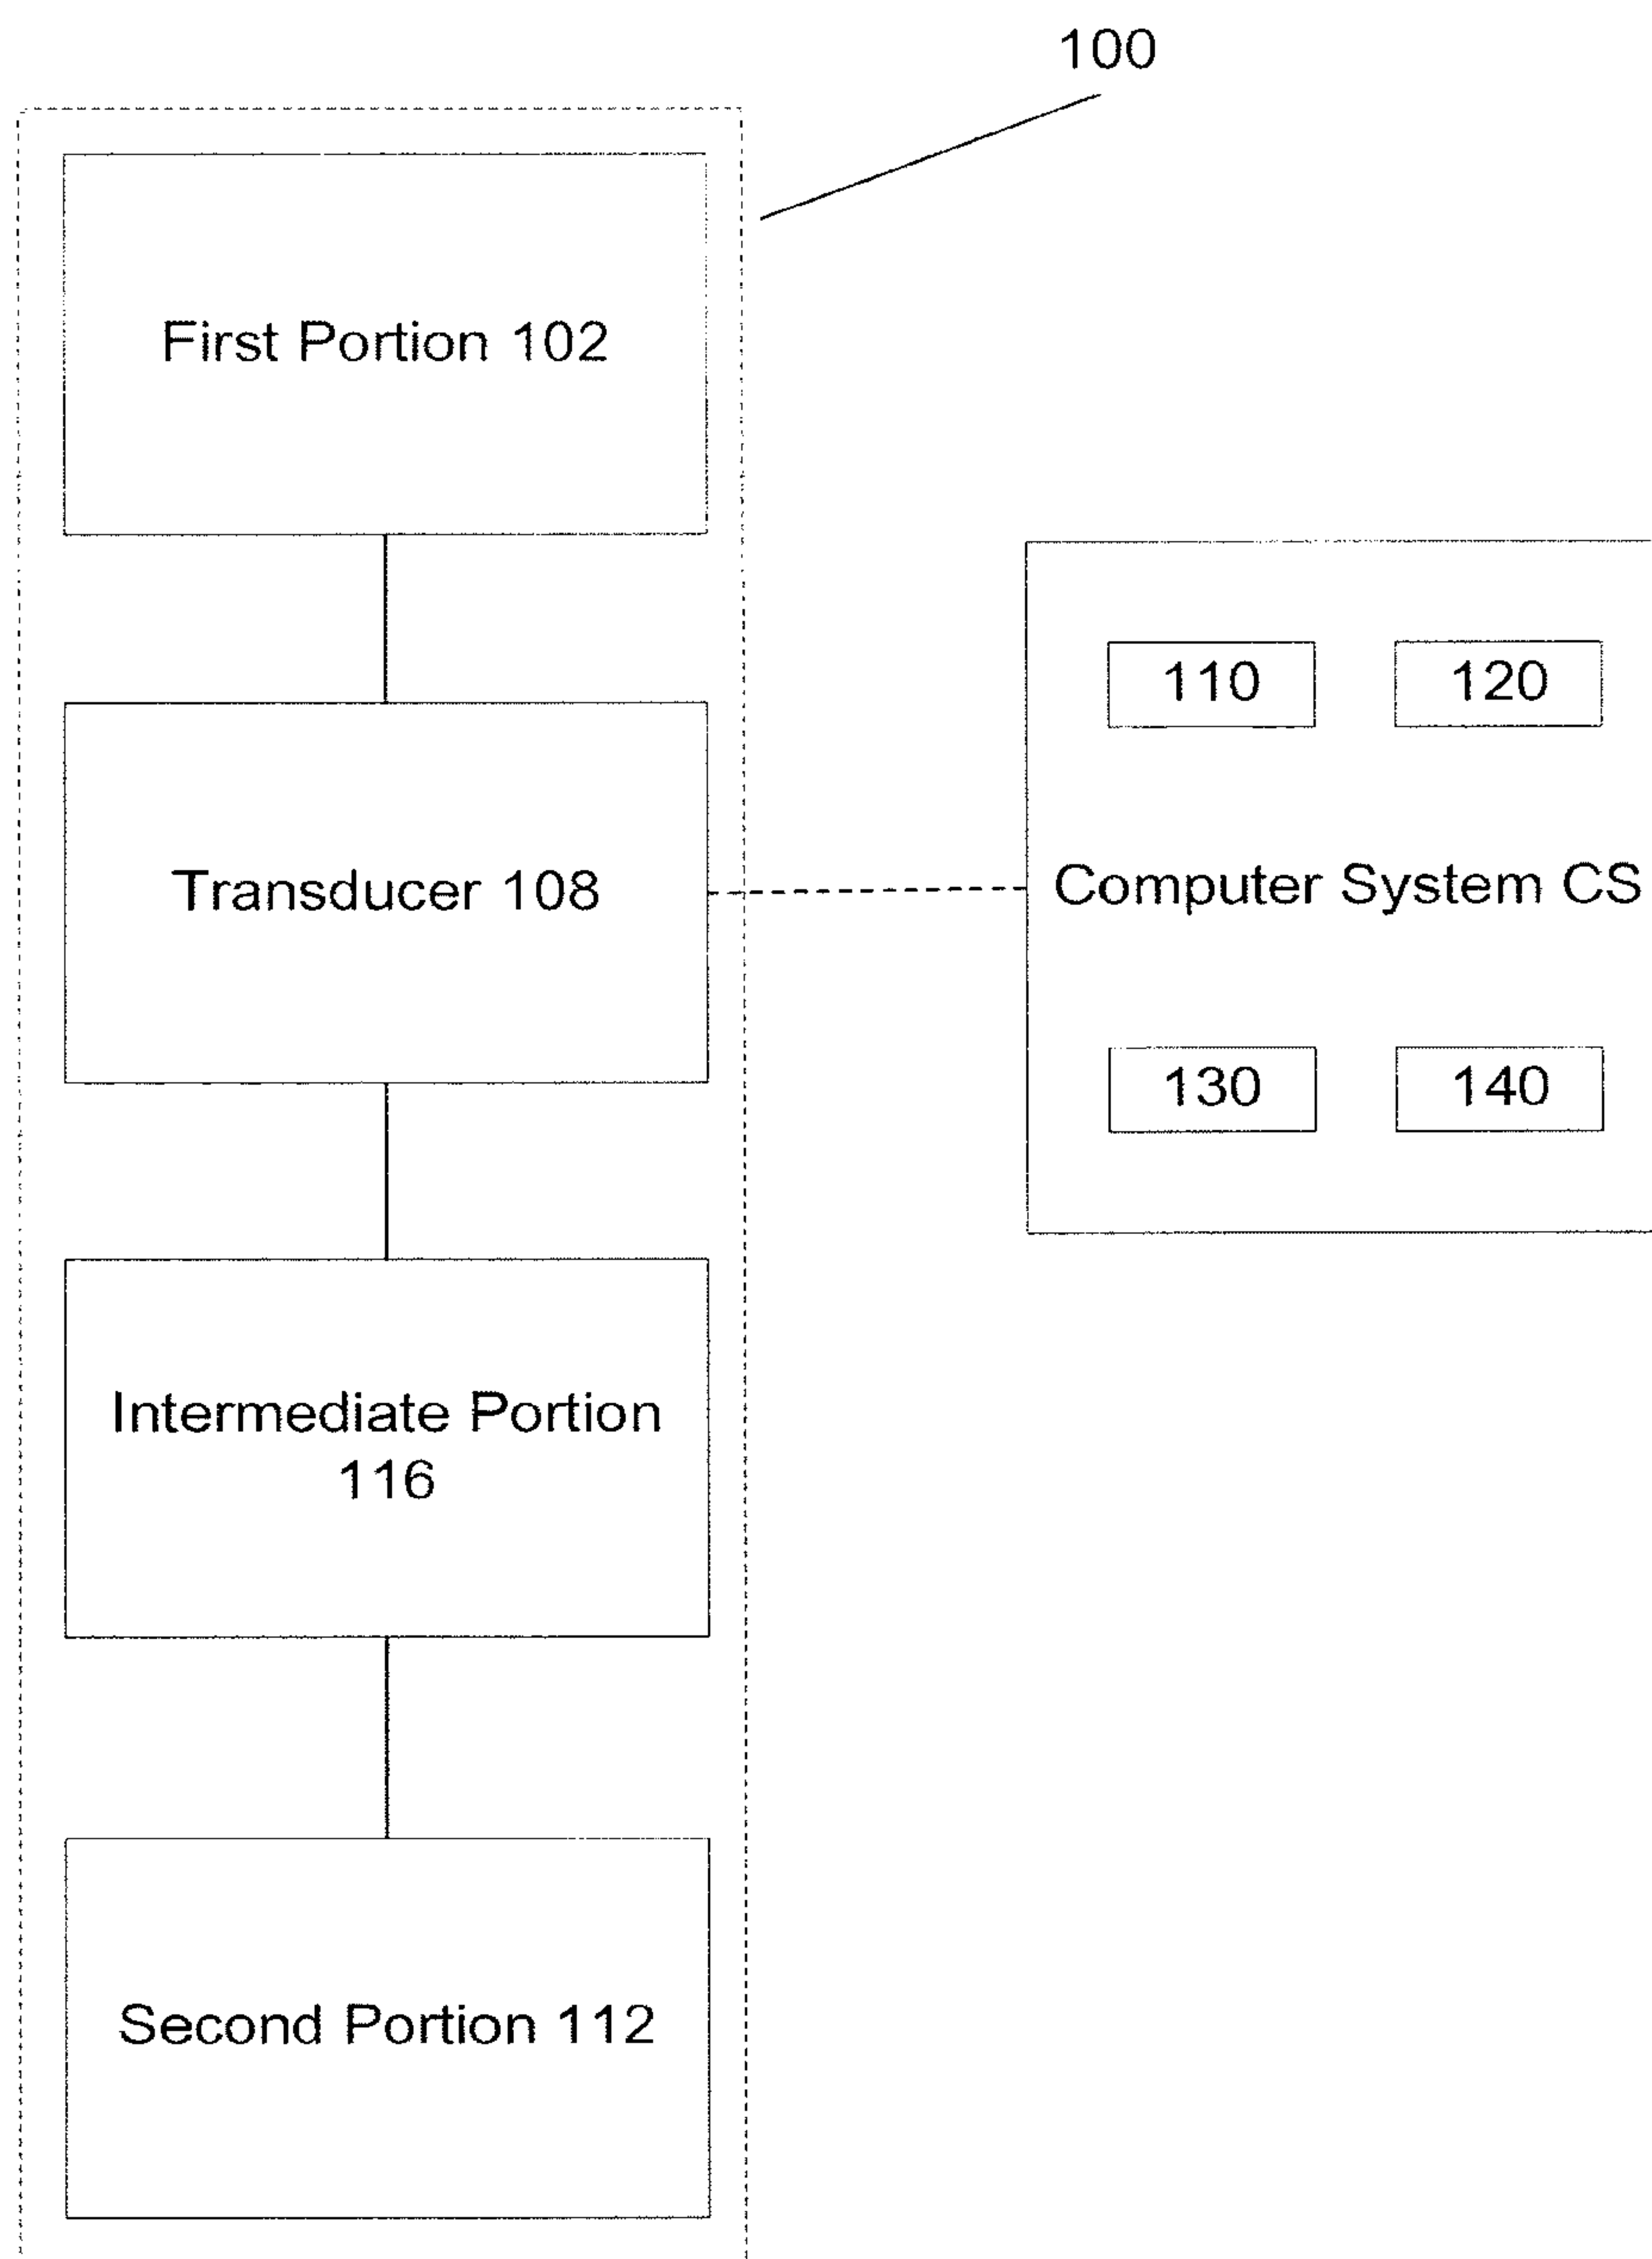 100
First Portion 102
110
120
Transducer 108
Computer System CS
130
140
Intermediate Portion
116
Second Portion 112